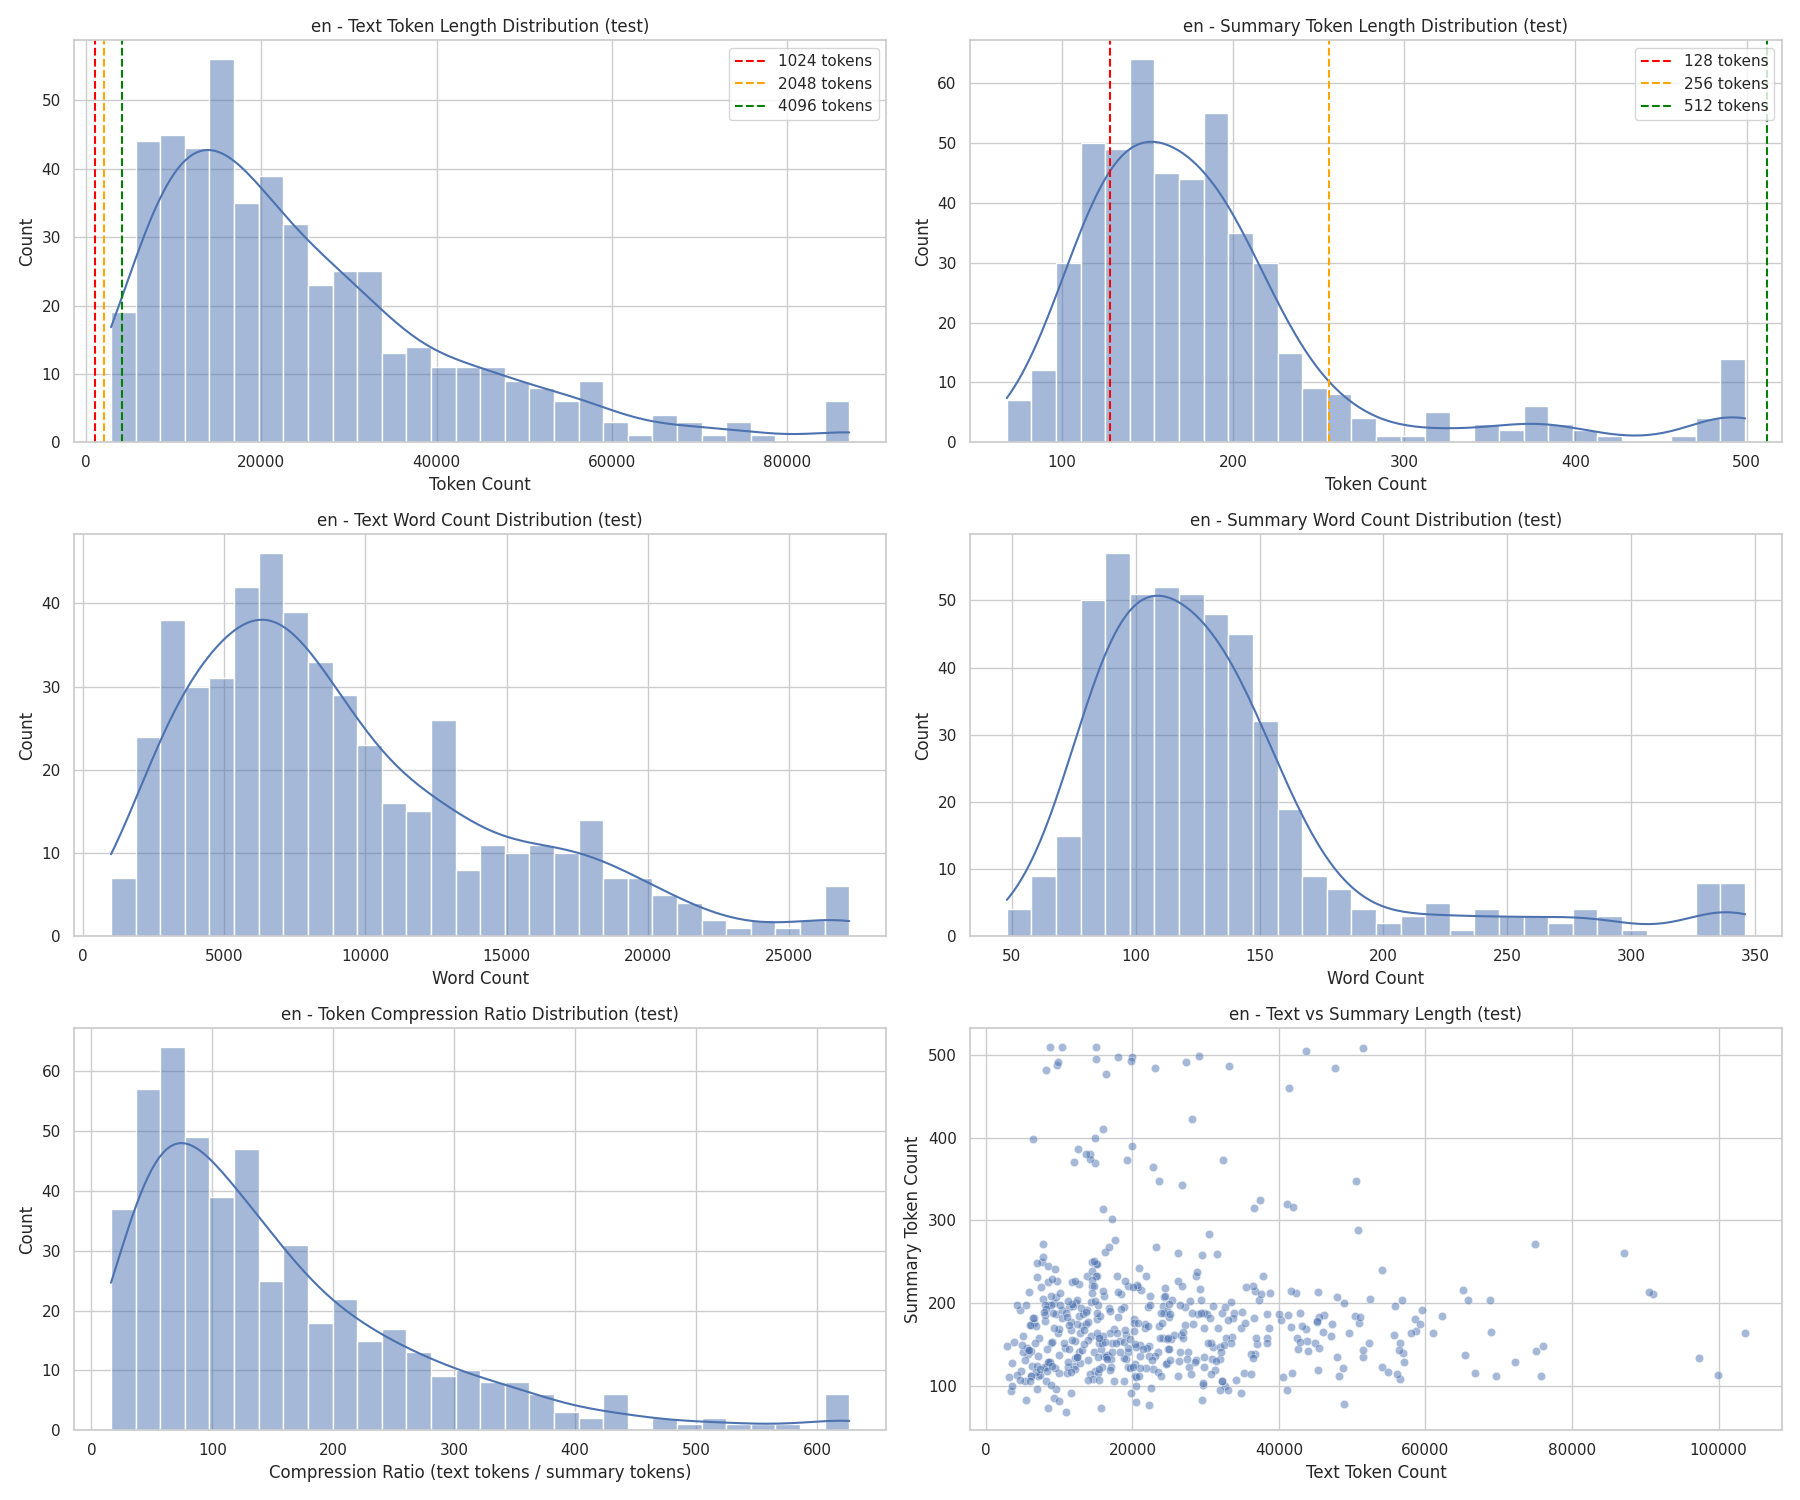 en - Text Token Length Distribution (test)
1024 tokens
2048 tokens
4096 tokens
50
40
30
20
10
0
Count
0 20000 40000 60000 80000
Token Count
en - Summary Token Length Distribution (test)
128 tokens
256 tokens
512 tokens
60
50
40
30
20
10
0
Count
100 200 300 400 500
Token Count
en - Text Word Count Distribution (test)
40
30
20
10
0
Count
0 5000 10000 15000 20000 25000
Word Count
en - Summary Word Count Distribution (test)
50
40
30
20
10
0
Count
50 100 150 200 250 300 350
Word Count
en - Token Compression Ratio Distribution (test)
60
50
40
30
20
10
0
Count
0 100 200 300 400 500 600
Compression Ratio (text tokens / summary tokens)
en - Text vs Summary Length (test)
500
400
300
200
100
Summary Token Count
0 20000 40000 60000 80000 100000
Text Token Count